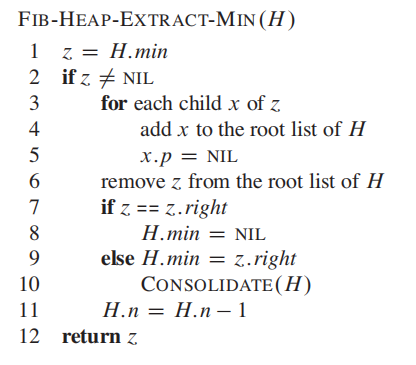 FIB-HEAP-EXTRACT-MIN(H)
1 z = H.min
2 if z ≠ NIL
3 for each child x of z
4 add x to the root list of H
5 x.p = NIL
6 remove z from the root list of H
7 if z == z.right
8 H.min = NIL
9 else H.min = z.right
10 CONSOLIDATE(H)
11 H.n = H.n − 1
12 return z